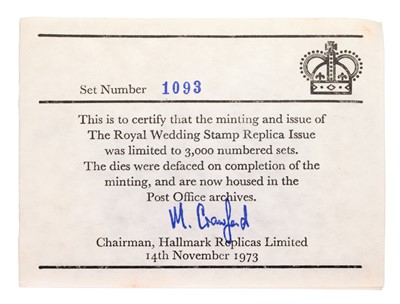 Set Number 1093
This is to certify that the minting and issue of
The Royal Wedding Stamp Replica Issue
was limited to 3,000 numbered sets.
The dies were defaced on completion of the
minting, and are now housed in the
Post Office archives.
M. Crawford
Chairman, Hallmark Replicas Limited
14th November 1973